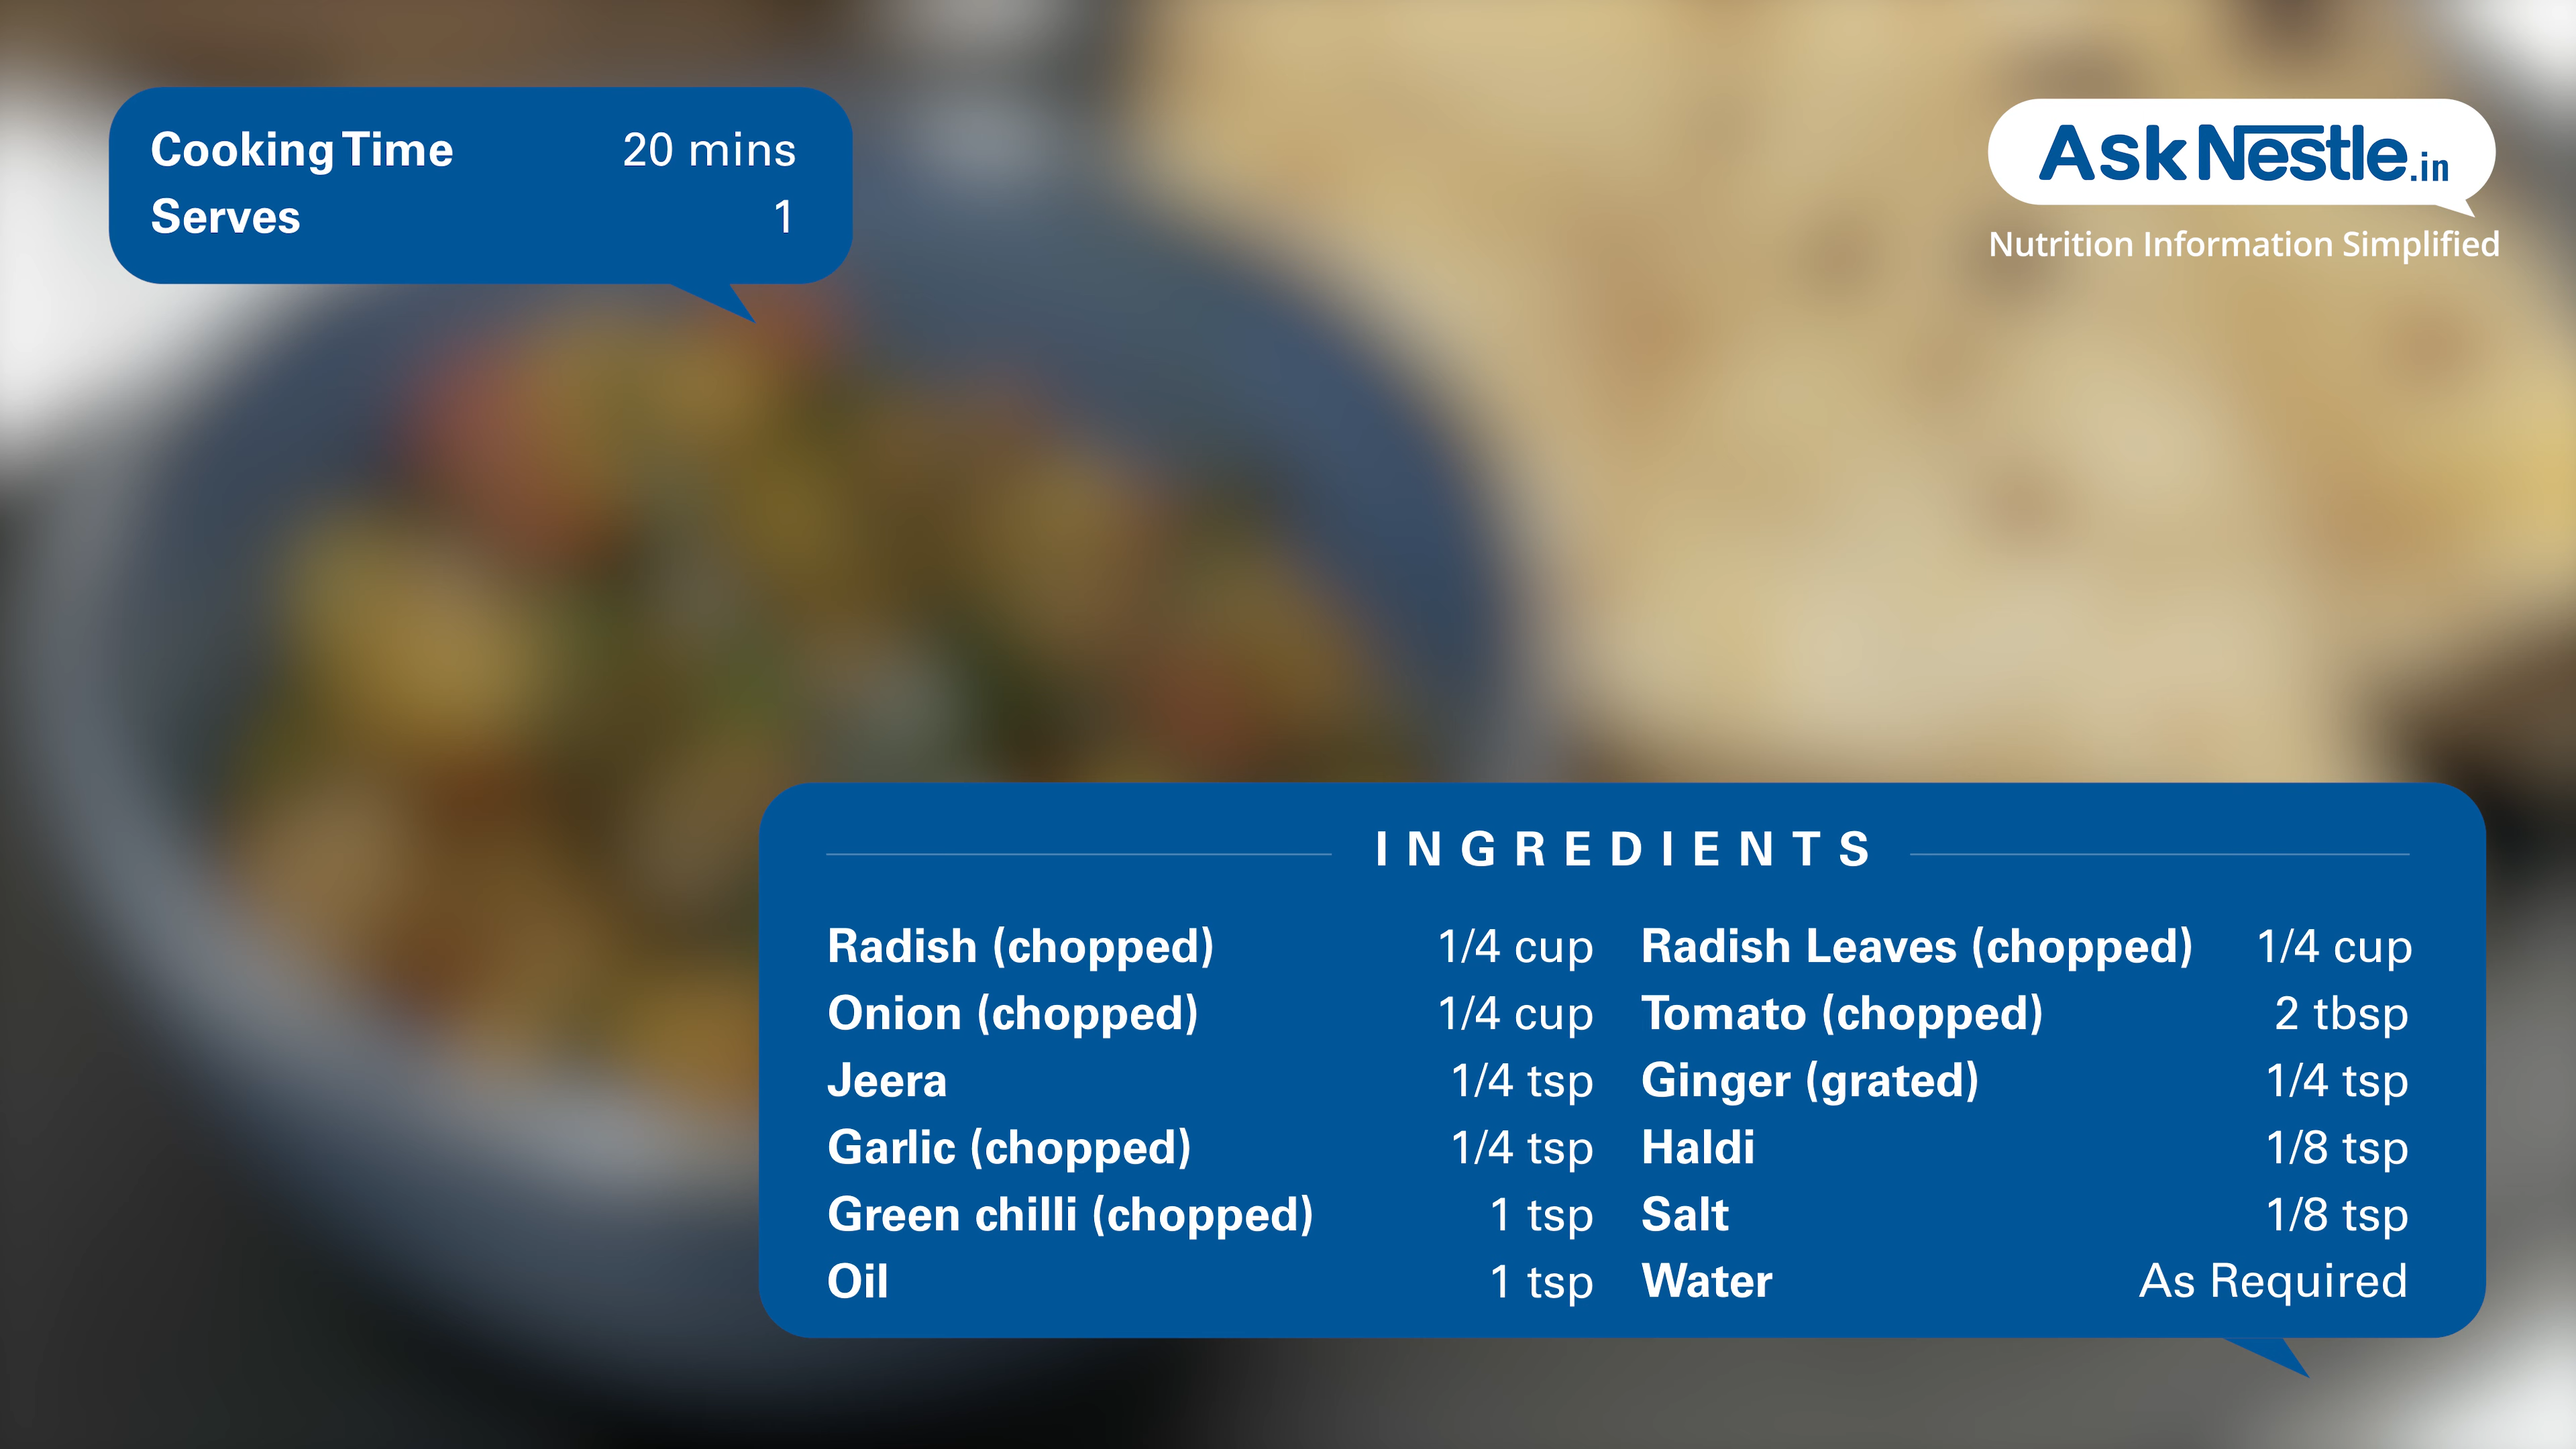 Cooking Time 20 mins
Serves 1
Ask Nestle.in
Nutrition Information Simplified
INGREDIENTS
Radish (chopped) 1/4 cup Radish Leaves (chopped) 1/4 cup
Onion (chopped) 1/4 cup Tomato (chopped) 2 tbsp
Jeera 1/4 tsp Ginger (grated) 1/4 tsp
Garlic (chopped) 1/4 tsp Haldi 1/8 tsp
Green chilli (chopped) 1 tsp Salt 1/8 tsp
Oil 1 tsp Water As Required